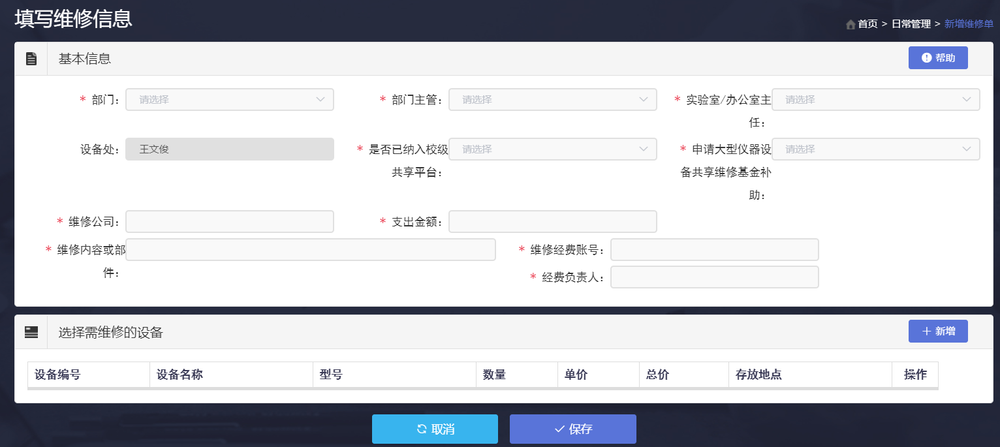 填写维修信息
首页 > 日常管理 > 新增维修单
基本信息
帮助
* 部门： 请选择 * 部门主管： 请选择 * 实验室/办公室主 请选择
任：
设备处： 王文俊 * 是否已纳入校级 请选择 * 申请大型仪器设 请选择
共享平台： 备共享维修基金补
助：
* 维修公司： * 支出金额：
* 维修内容或部 * 维修经费账号：
件：
* 经费负责人：
选择需维修的设备
新增
设备编号 设备名称 型号 数量 单价 总价 存放地点 操作
取消 保存